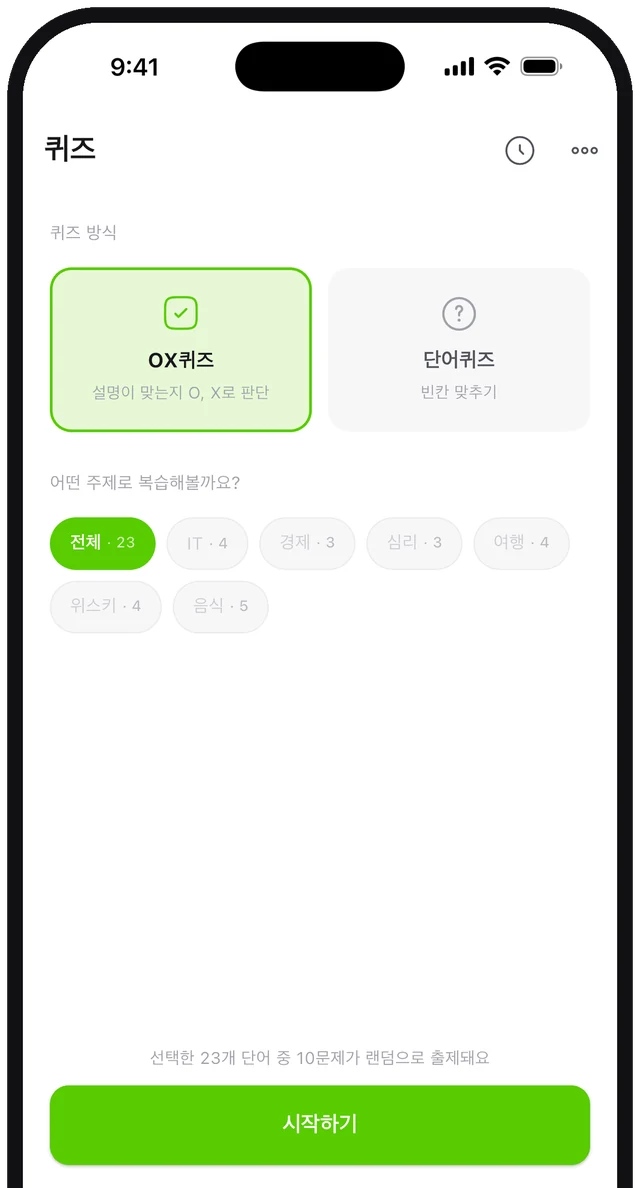 9:41
퀴즈
퀴즈 방식
OX퀴즈
설명이 맞는지 O, X로 판단
단어퀴즈
빈칸 맞추기
어떤 주제로 복습해볼까요?
전체 · 23
IT · 4
경제 · 3
심리 · 3
여행 · 4
위스키 · 4
음식 · 5
선택한 23개 단어 중 10문제가 랜덤으로 출제돼요
시작하기